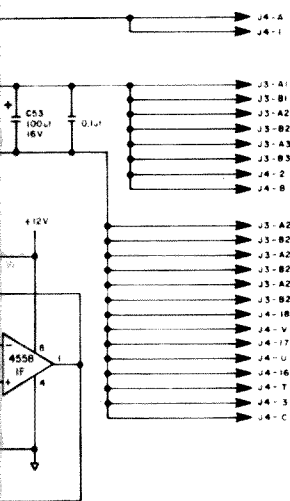 J4-A
J4-1
J3-A1
J3-B1
J3-A2
J3-B2
J3-A3
J3-B3
J4-2
J4-B
+
C53
100uf
16V
0.1uf
+12V
J3-A2
J3-B2
J3-A2
J3-B2
J3-A2
J3-B2
J4-18
J4-V
J4-17
J4-U
J4-16
J4-T
J4-3
J4-C
8
-
4558
1F
1
+
4